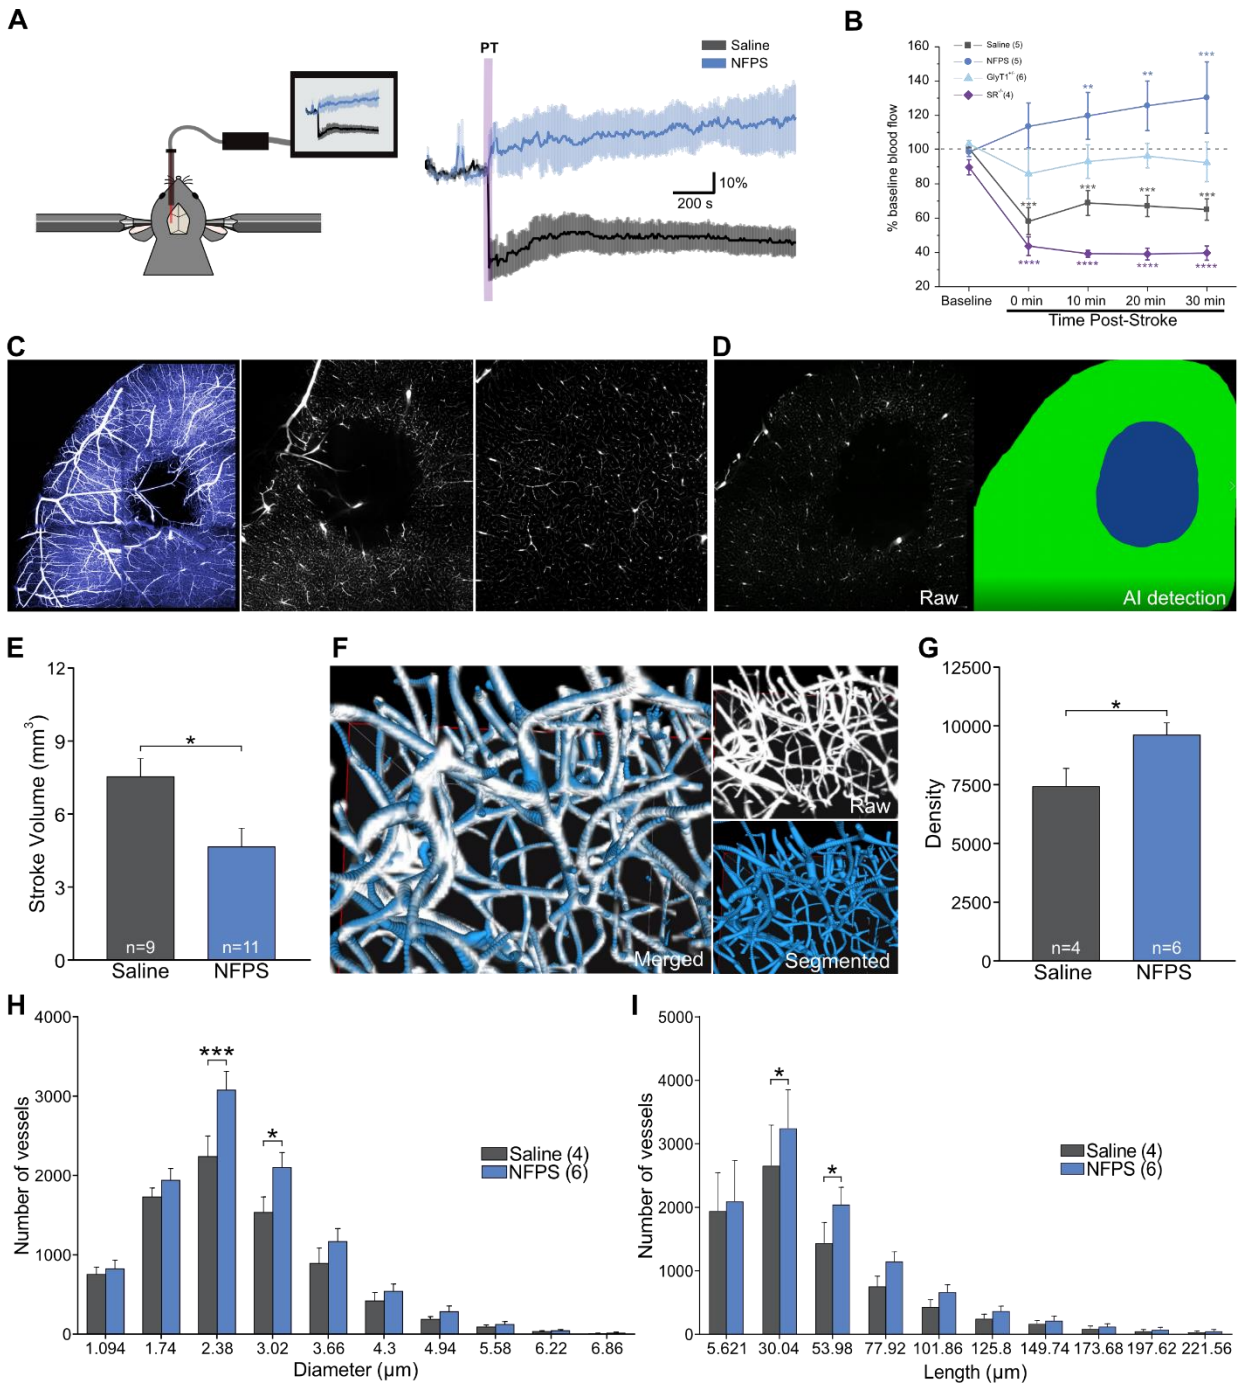 A
PT
Saline
NFPS
10%
200 s
B
% baseline blood flow
160
140
120
100
80
60
40
20
Saline (5)
NFPS (5)
GlyT1+/- (6)
SR-/- (4)
**
**
***
***
***
***
***
****
****
****
****
Baseline
0 min
10 min
20 min
30 min
Time Post-Stroke
C
D
Raw
AI detection
E
Stroke Volume (mm3)
12
9
6
3
0
*
n=9
n=11
Saline
NFPS
F
Merged
Raw
Segmented
G
Density
12500
10000
7500
5000
2500
0
*
n=4
n=6
Saline
NFPS
H
Number of vessels
4000
3000
2000
1000
0
***
*
Saline (4)
NFPS (6)
1.094 1.74 2.38 3.02 3.66 4.3 4.94 5.58 6.22 6.86
Diameter (µm)
I
Number of vessels
5000
4000
3000
2000
1000
0
*
*
Saline (4)
NFPS (6)
5.621 30.04 53.98 77.92 101.86 125.8 149.74 173.68 197.62 221.56
Length (µm)